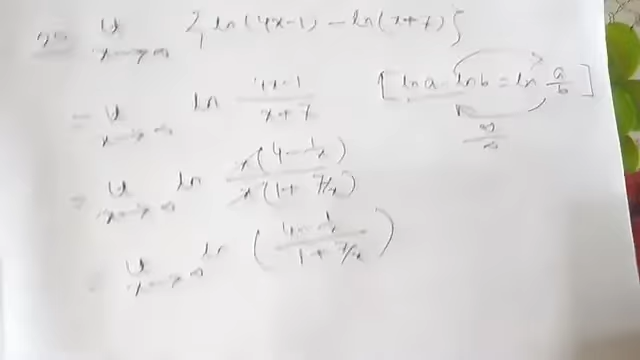 lt x→∞ {ln(4x-1) - ln(x+7)}
= lt x→∞ ln (4x-1)/(x+7) [ln a - ln b = ln a/b]
= lt x→∞ ln x(4-1/x)/x(1+7/x)
= lt x→∞ ln ((4-1/x)/(1+7/x))